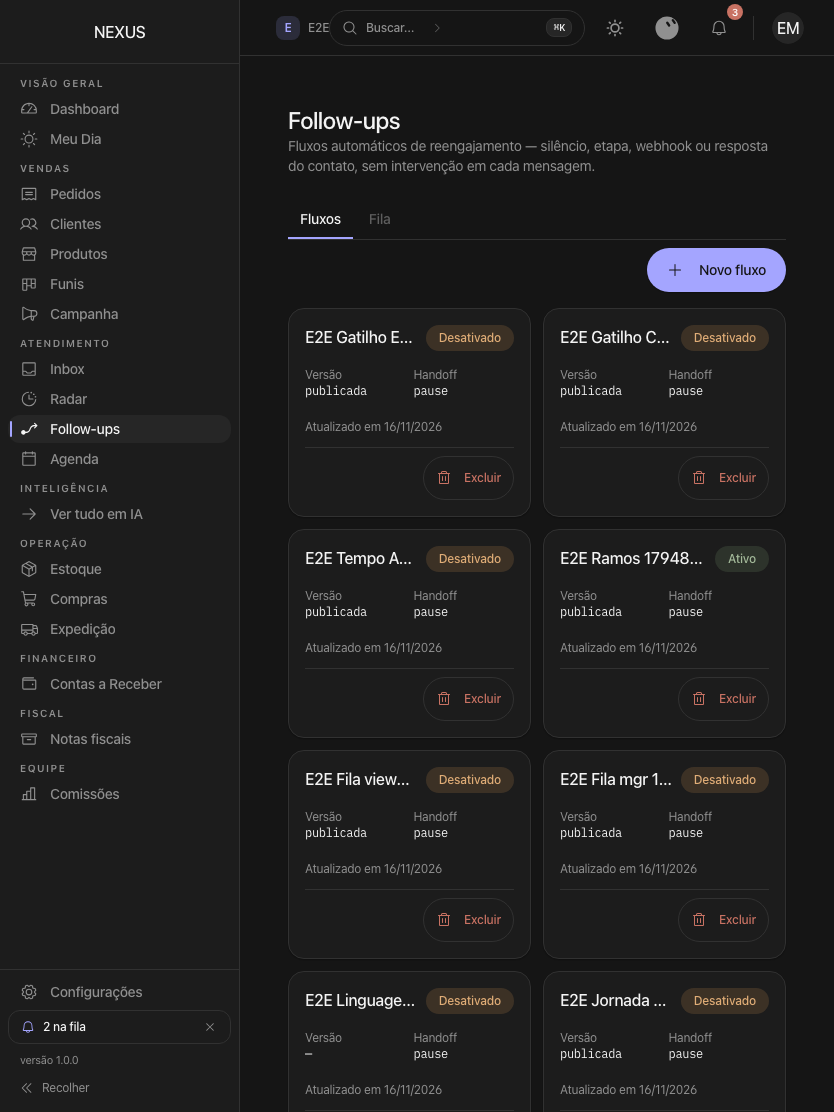 NEXUS
VISÃO GERAL
Dashboard
Meu Dia
VENDAS
Pedidos
Clientes
Produtos
Funis
Campanha
ATENDIMENTO
Inbox
Radar
Follow-ups
Agenda
INTELIGÊNCIA
Ver tudo em IA
OPERAÇÃO
Estoque
Compras
Expedição
FINANCEIRO
Contas a Receber
FISCAL
Notas fiscais
EQUIPE
Comissões
Configurações
2 na fila
versão 1.0.0
Recolher
E E2E Buscar... ⌘K 3 EM
Follow-ups
Fluxos automáticos de reengajamento — silêncio, etapa, webhook ou resposta
do contato, sem intervenção em cada mensagem.
Fluxos Fila
Novo fluxo
E2E Gatilho E... Desativado
Versão Handoff
publicada pause
Atualizado em 16/11/2026
Excluir
E2E Gatilho C... Desativado
Versão Handoff
publicada pause
Atualizado em 16/11/2026
Excluir
E2E Tempo A... Desativado
Versão Handoff
publicada pause
Atualizado em 16/11/2026
Excluir
E2E Ramos 17948... Ativo
Versão Handoff
publicada pause
Atualizado em 16/11/2026
Excluir
E2E Fila view... Desativado
Versão Handoff
publicada pause
Atualizado em 16/11/2026
Excluir
E2E Fila mgr 1... Desativado
Versão Handoff
publicada pause
Atualizado em 16/11/2026
Excluir
E2E Linguage... Desativado
Versão Handoff
— pause
Atualizado em 16/11/2026
E2E Jornada ... Desativado
Versão Handoff
publicada pause
Atualizado em 16/11/2026